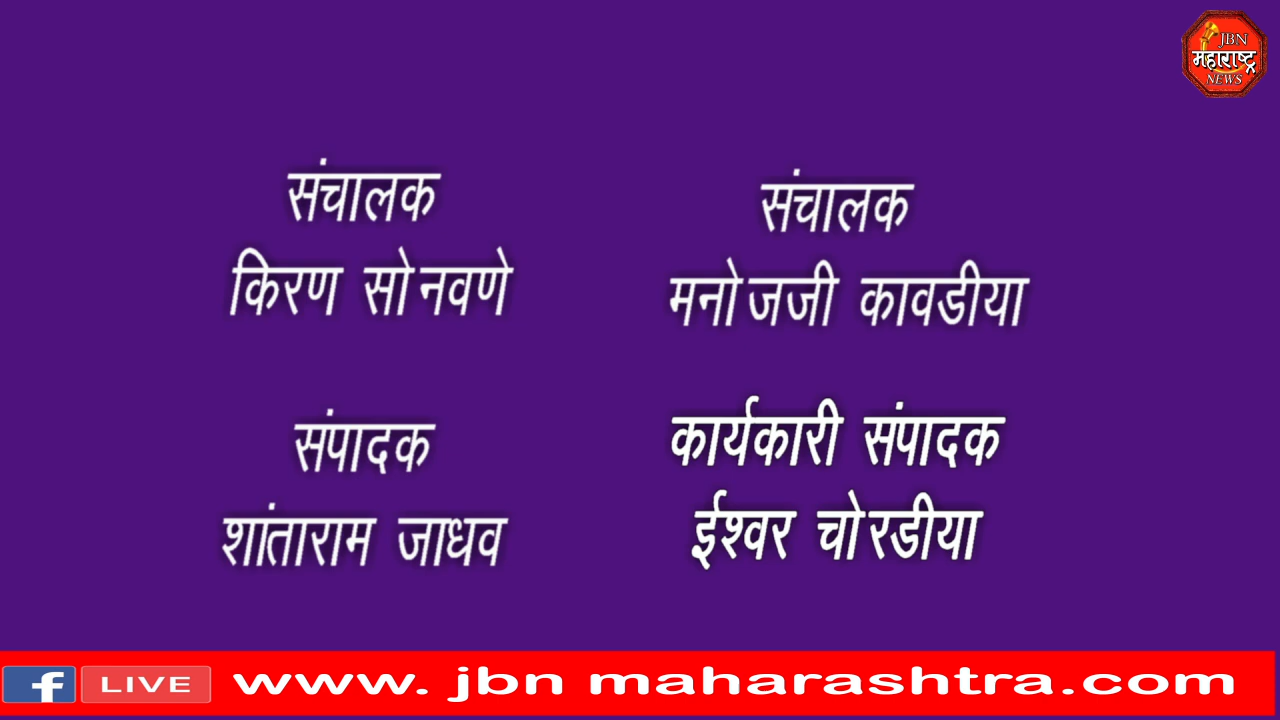 JBN
महाराष्ट्र
NEWS
संचालक
किरण सोनवणे
संचालक
मनोजजी कावडीया
संपादक
शांताराम जाधव
कार्यकारी संपादक
ईश्वर चोरडीया
f LIVE www. jbn maharashtra.com